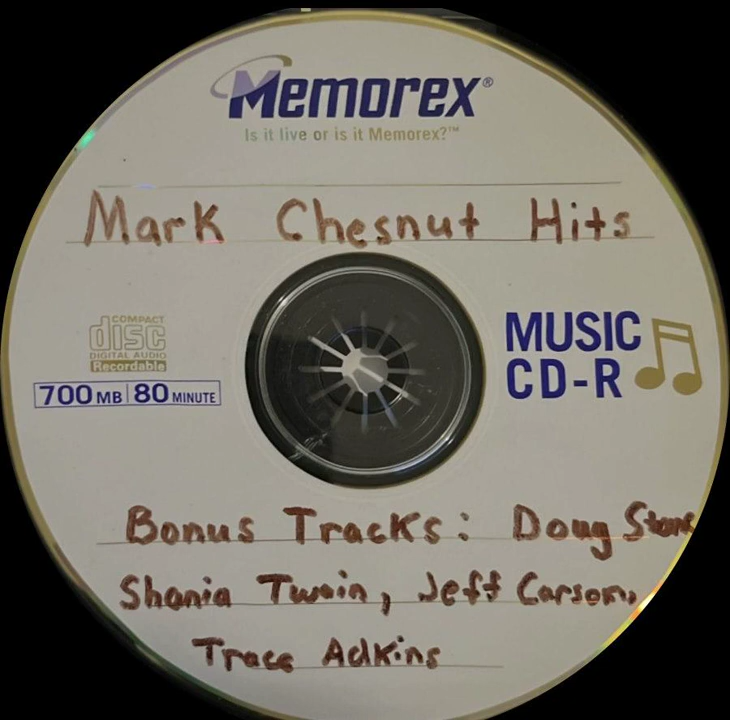 Memorex®
Is it live or is it Memorex?™
Mark Chesnut Hits
COMPACT
disc
DIGITAL AUDIO
Recordable
700 MB | 80 MINUTE
MUSIC
CD-R
Bonus Tracks: Doug Stone
Shania Twain, Jeff Carson,
Trace Adkins